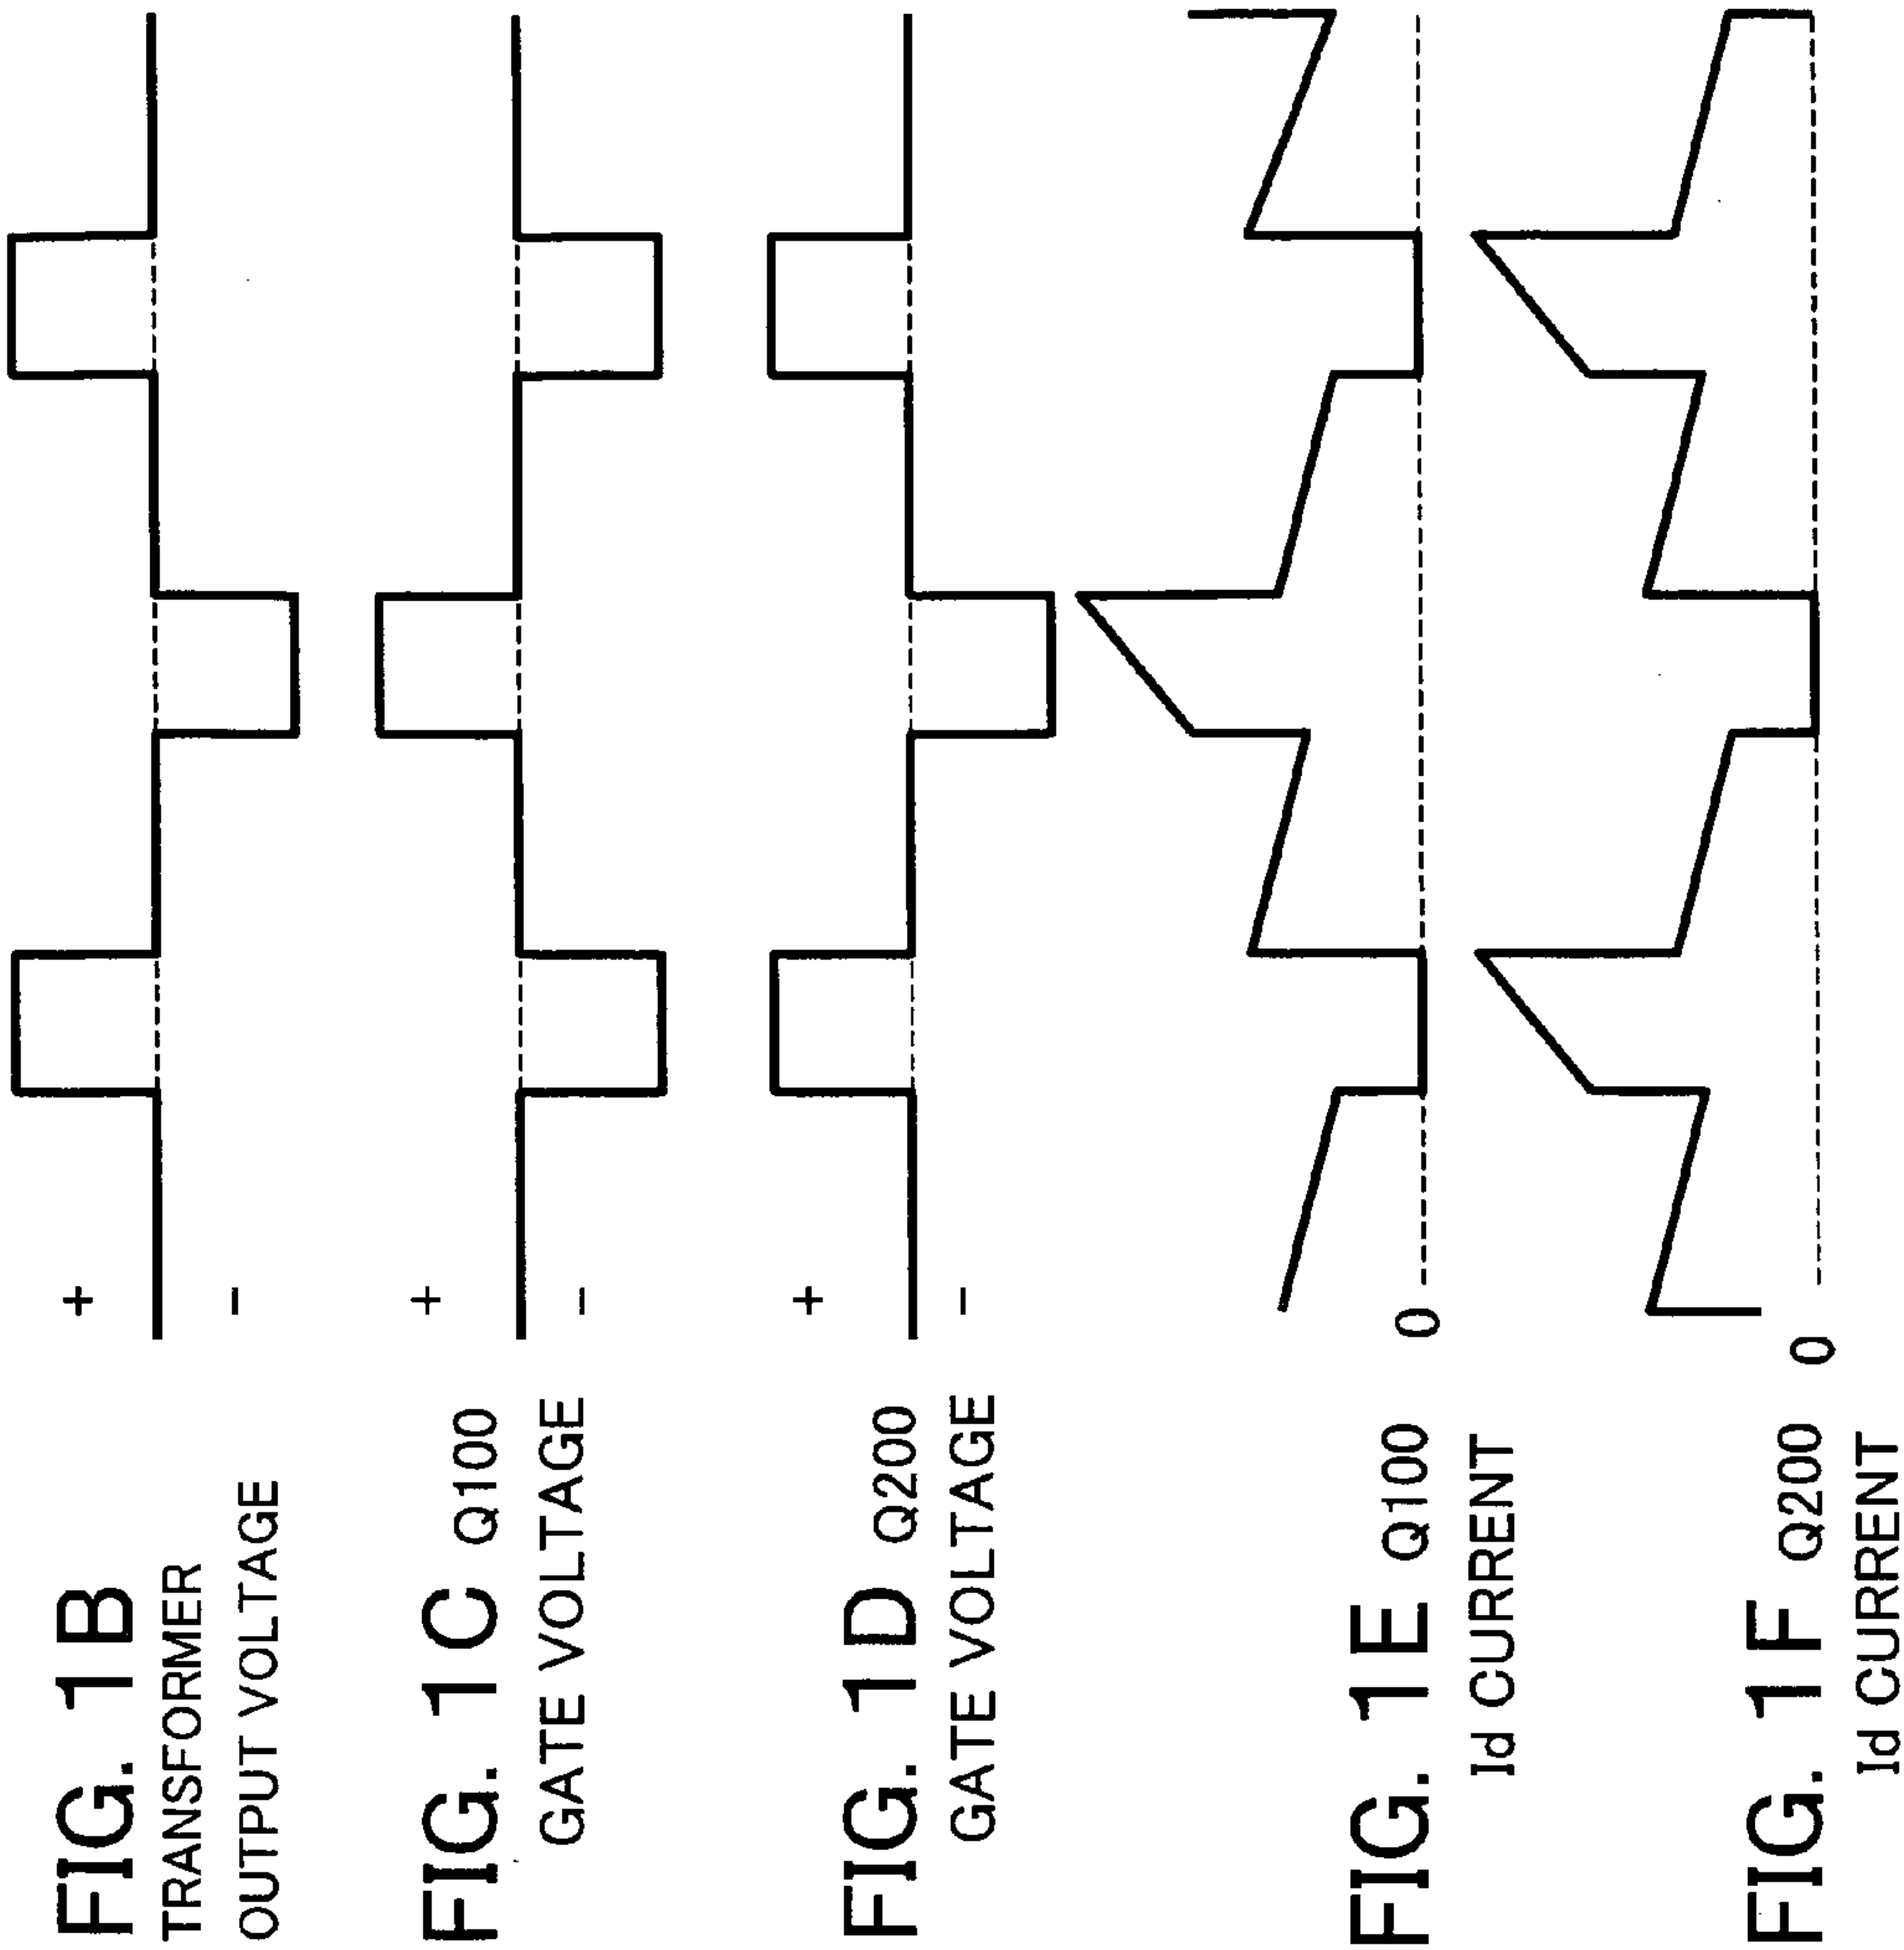 FIG. 1B
TRANSFORMER
OUTPUT VOLTAGE
+
-
FIG. 1C Q100
GATE VOLTAGE
+
-
FIG. 1D Q200
GATE VOLTAGE
+
-
FIG. 1E Q100
Id CURRENT
0
FIG. 1F Q200
Id CURRENT
0